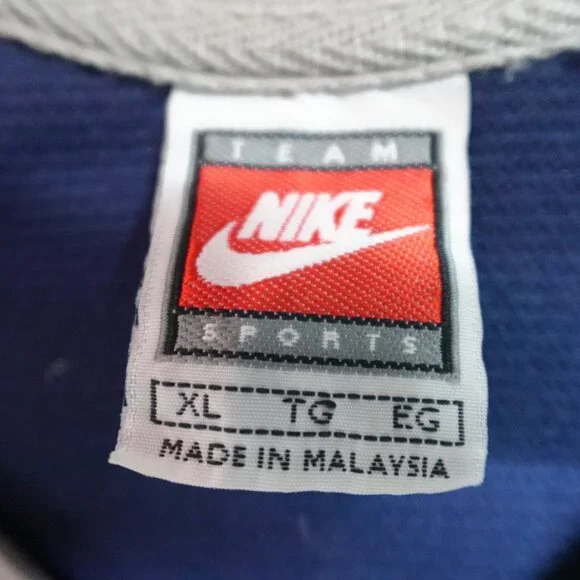 TEAM
NIKE
SPORTS
XL TG EG
MADE IN MALAYSIA